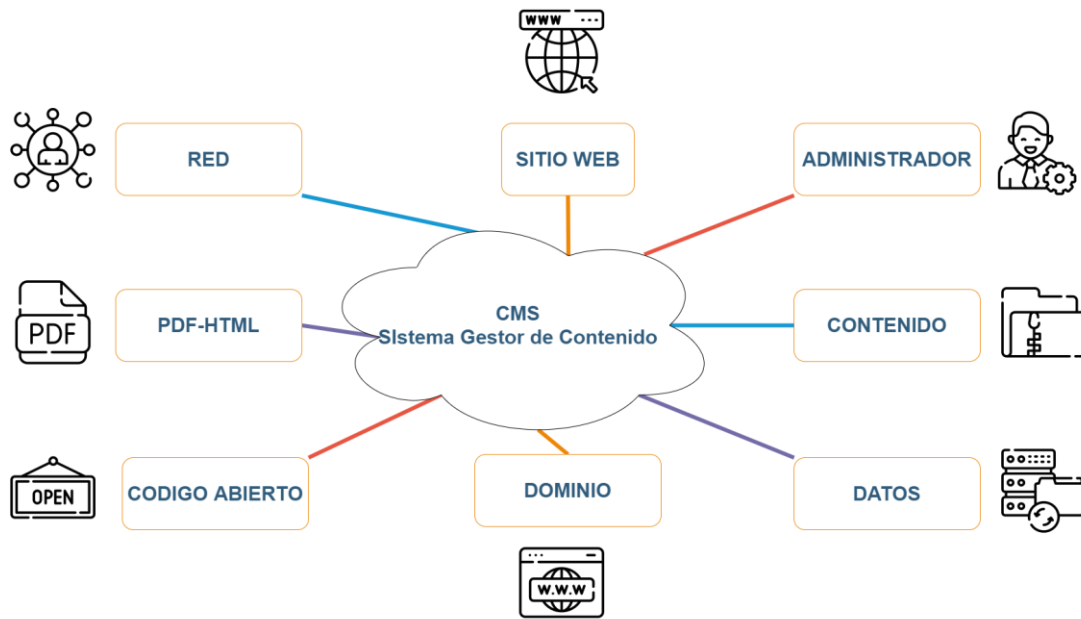 WWW
RED
SITIO WEB
ADMINISTRADOR
CMS
SIstema Gestor de Contenido
PDF
PDF-HTML
CONTENIDO
OPEN
CODIGO ABIERTO
DOMINIO
DATOS
W.W.W